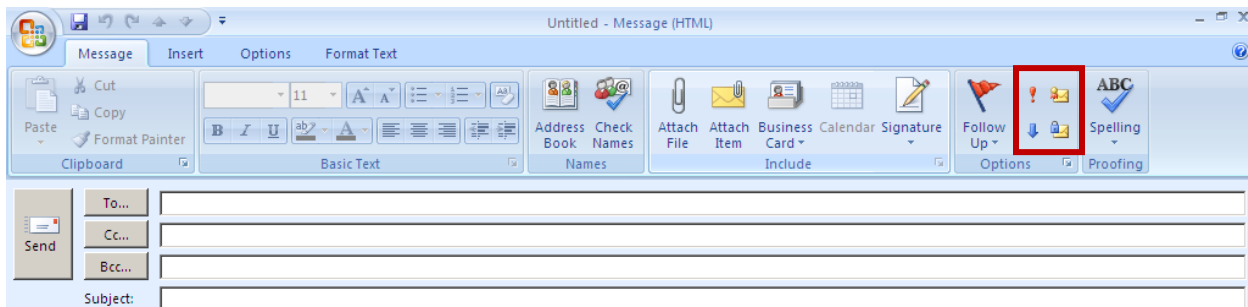 Untitled - Message (HTML)
Message Insert Options Format Text
Cut
Copy
Paste
Format Painter
Clipboard
11
B I U ab A
Basic Text
Address Book
Check Names
Names
Attach File
Attach Item
Business Card
Calendar
Signature
Include
Follow Up
Options
ABC
Spelling
Proofing
Send
To...
Cc...
Bcc...
Subject: